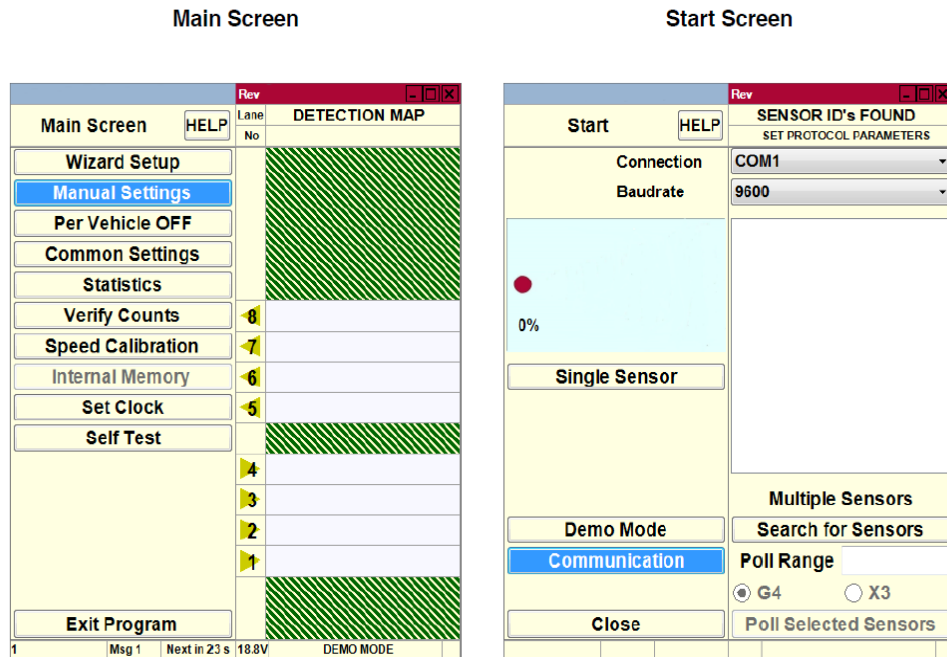 Main Screen
Rev
Main Screen
HELP
Lane
No
DETECTION MAP
Wizard Setup
Manual Settings
Per Vehicle OFF
Common Settings
Statistics
Verify Counts
Speed Calibration
Internal Memory
Set Clock
Self Test
8
7
6
5
4
3
2
1
Exit Program
1 Msg 1 Next in 23 s 18.8V DEMO MODE
Start Screen
Rev
Start
HELP
SENSOR ID's FOUND
SET PROTOCOL PARAMETERS
Connection COM1
Baudrate 9600
0%
Single Sensor
Multiple Sensors
Demo Mode
Search for Sensors
Communication
Poll Range
G4 X3
Close
Poll Selected Sensors